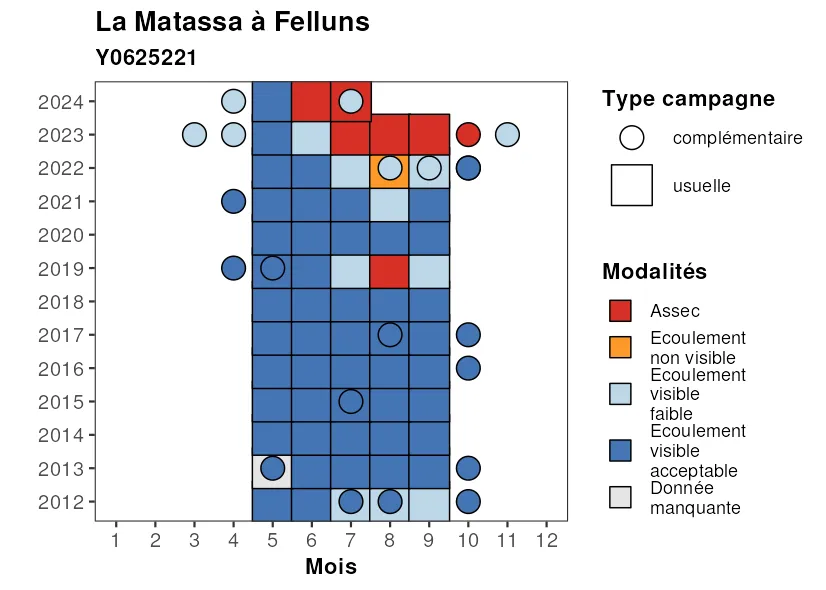 La Matassa à Felluns
Y0625221
2024
2023
2022
2021
2020
2019
2018
2017
2016
2015
2014
2013
2012
1 2 3 4 5 6 7 8 9 10 11 12
Mois
Type campagne
complémentaire
usuelle
Modalités
Assec
Ecoulement
non visible
Ecoulement
visible
faible
Ecoulement
visible
acceptable
Donnée
manquante